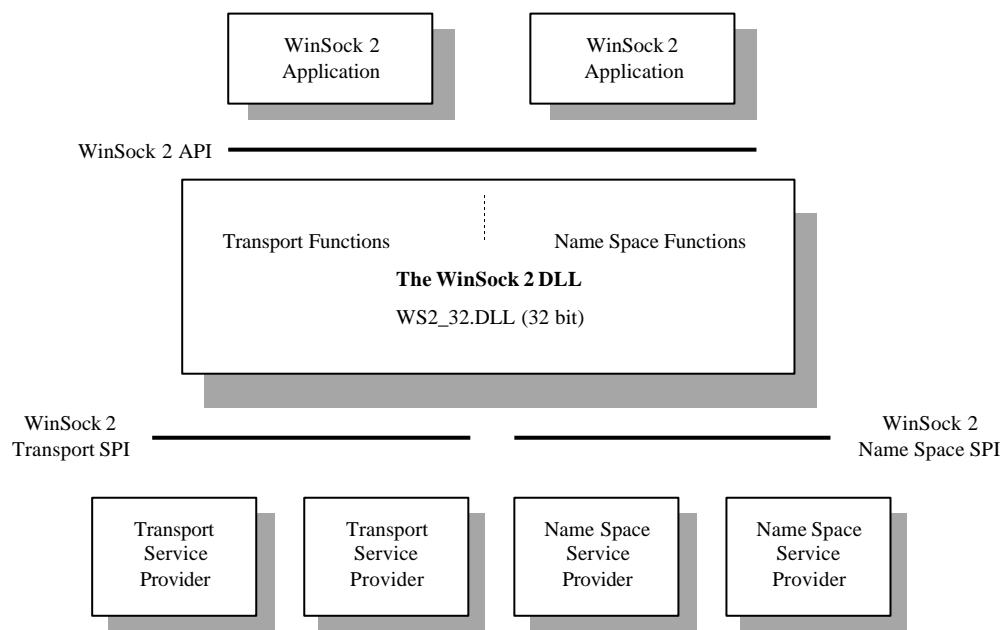 WinSock 2
Application
WinSock 2
Application
WinSock 2 API
Transport Functions
Name Space Functions
The WinSock 2 DLL
WS2_32.DLL (32 bit)
WinSock 2
Transport SPI
WinSock 2
Name Space SPI
Transport
Service
Provider
Transport
Service
Provider
Name Space
Service
Provider
Name Space
Service
Provider